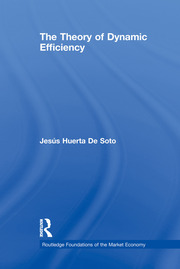 The Theory of Dynamic
Efficiency
Jesús Huerta De Soto
Routledge Foundations of the Market Economy